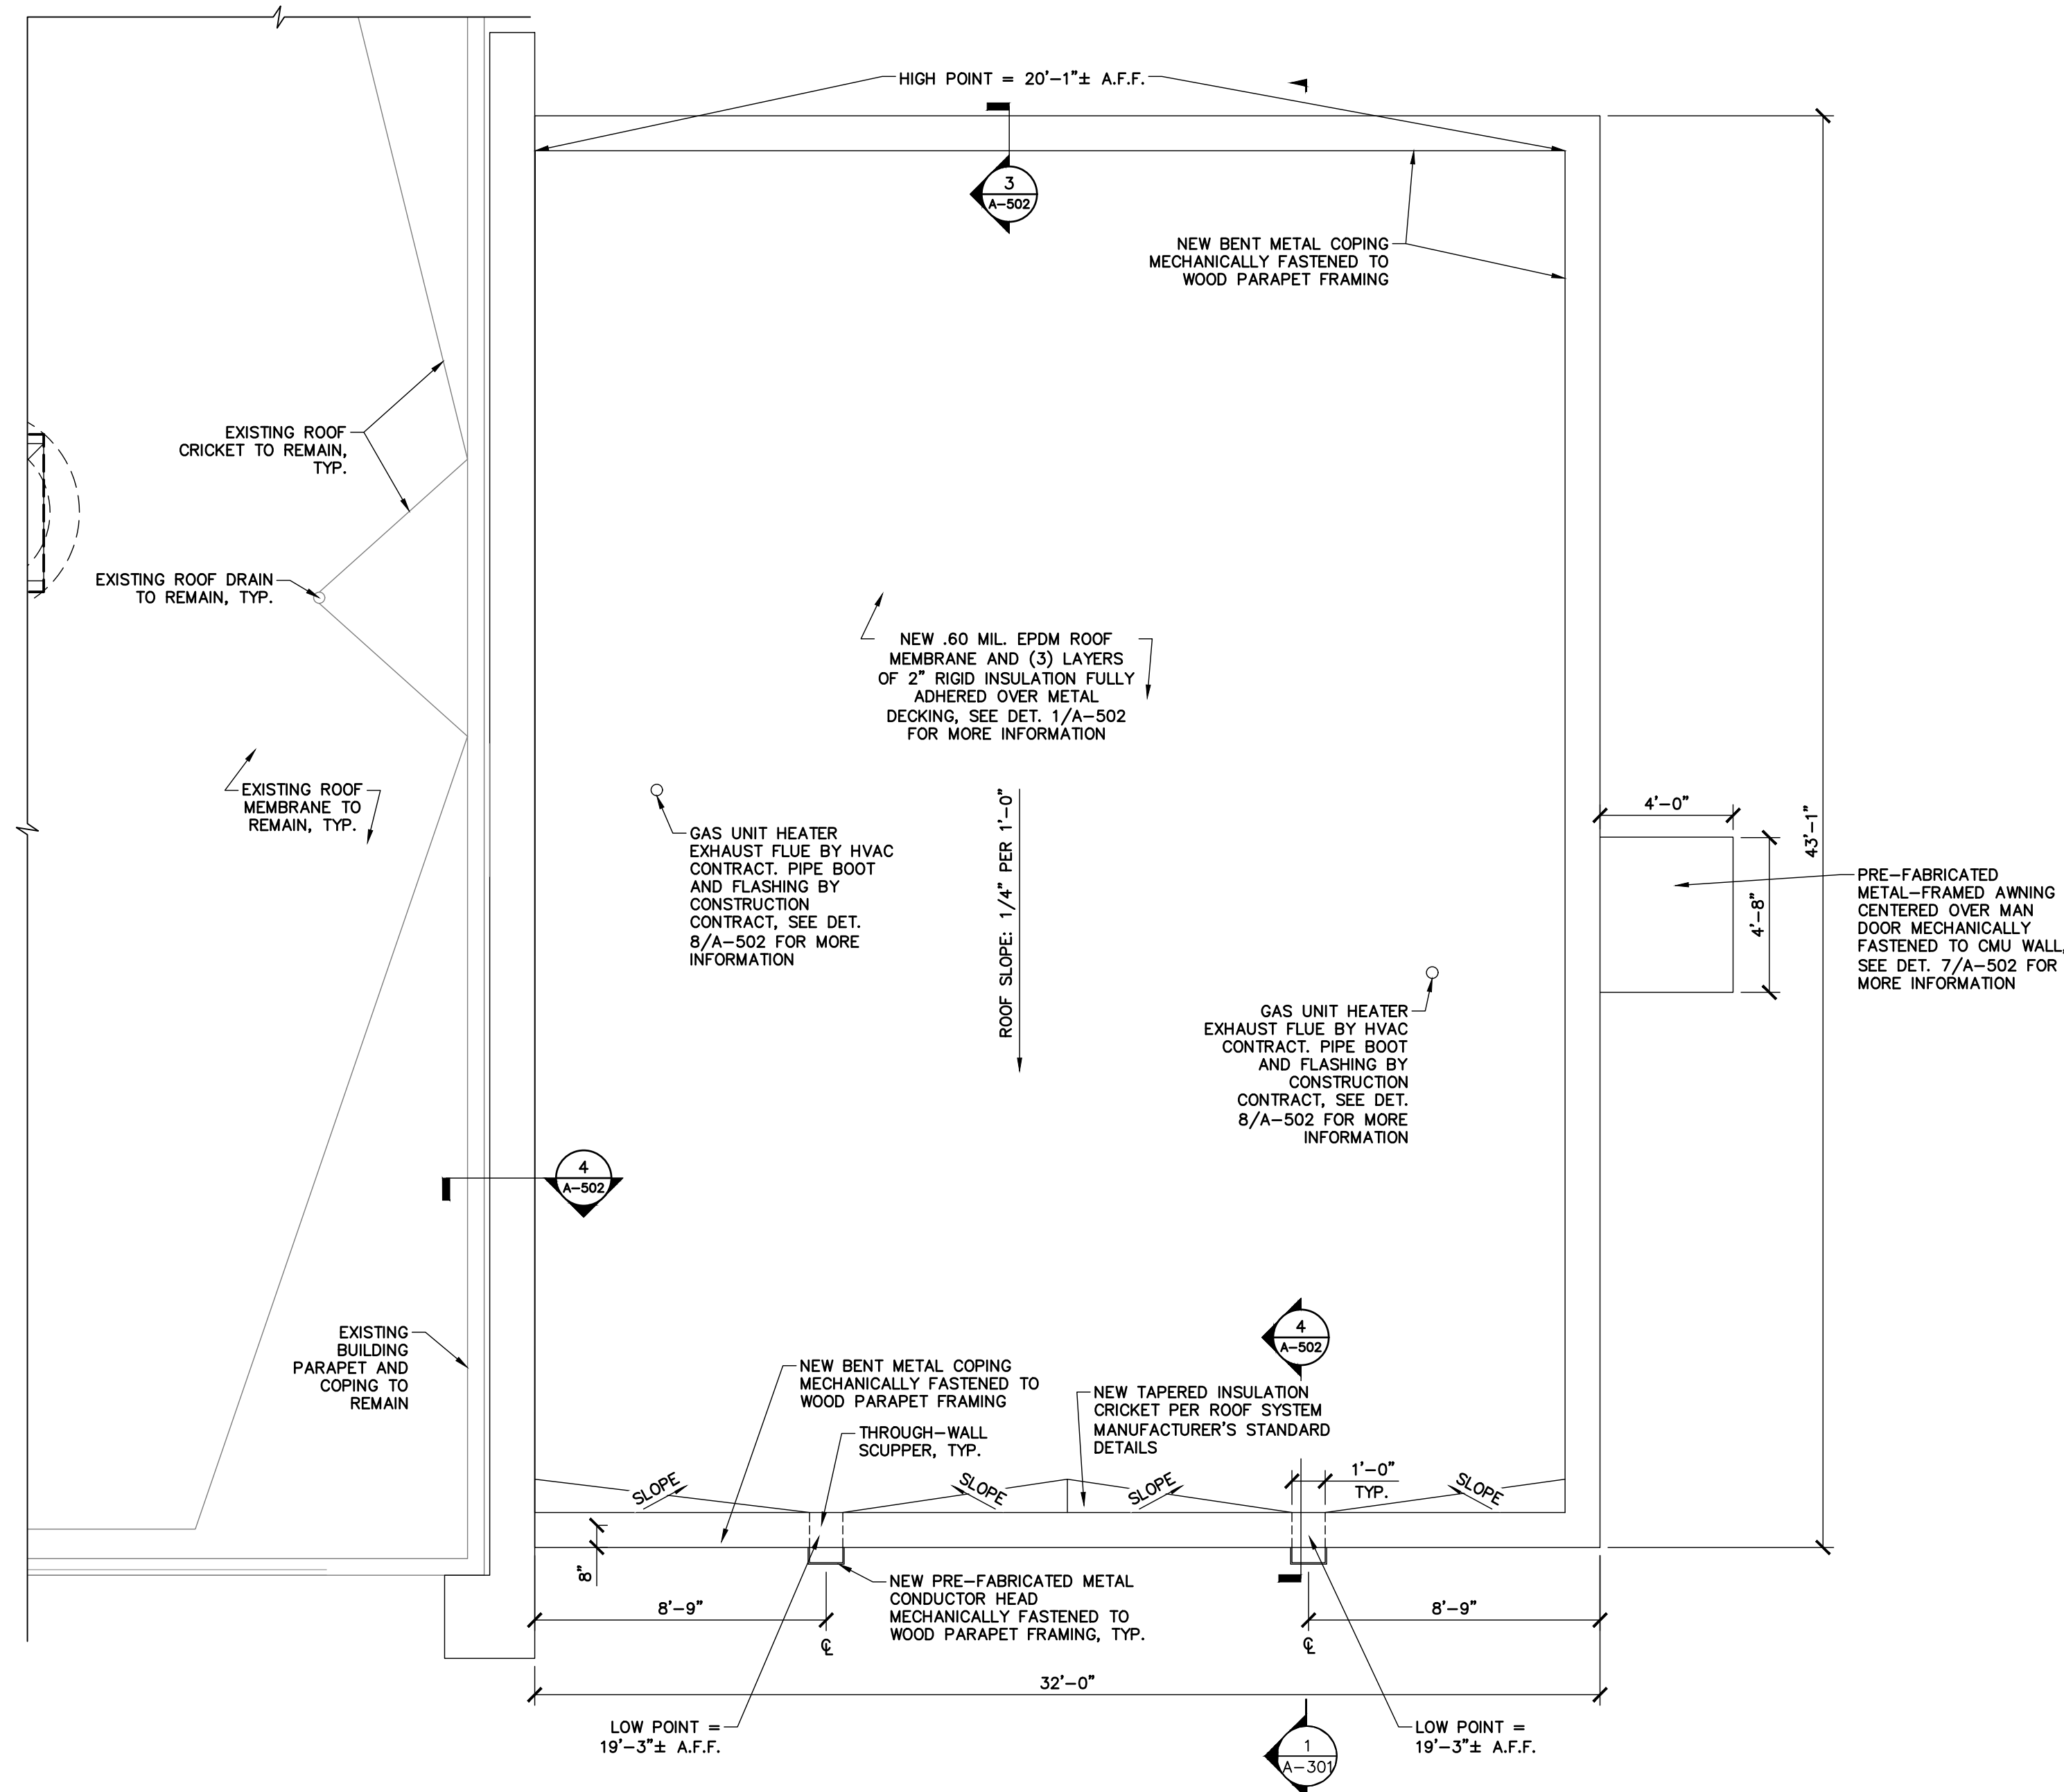 HIGH POINT = 20'-1"± A.F.F.
3
A-502
NEW BENT METAL COPING
MECHANICALLY FASTENED TO
WOOD PARAPET FRAMING
EXISTING ROOF
CRICKET TO REMAIN,
TYP.
EXISTING ROOF DRAIN
TO REMAIN, TYP.
NEW .60 MIL. EPDM ROOF
MEMBRANE AND (3) LAYERS
OF 2" RIGID INSULATION FULLY
ADHERED OVER METAL
DECKING, SEE DET. 1/A-502
FOR MORE INFORMATION
EXISTING ROOF
MEMBRANE TO
REMAIN, TYP.
GAS UNIT HEATER
EXHAUST FLUE BY HVAC
CONTRACT. PIPE BOOT
AND FLASHING BY
CONSTRUCTION
CONTRACT, SEE DET.
8/A-502 FOR MORE
INFORMATION
ROOF SLOPE: 1/4" PER 1'-0"
4'-0"
43'-1"
4'-8"
PRE-FABRICATED
METAL-FRAMED AWNING
CENTERED OVER MAN
DOOR MECHANICALLY
FASTENED TO CMU WALL,
SEE DET. 7/A-502 FOR
MORE INFORMATION
GAS UNIT HEATER
EXHAUST FLUE BY HVAC
CONTRACT. PIPE BOOT
AND FLASHING BY
CONSTRUCTION
CONTRACT, SEE DET.
8/A-502 FOR MORE
INFORMATION
4
A-502
4
A-502
EXISTING
BUILDING
PARAPET AND
COPING TO
REMAIN
NEW BENT METAL COPING
MECHANICALLY FASTENED TO
WOOD PARAPET FRAMING
THROUGH-WALL
SCUPPER, TYP.
NEW TAPERED INSULATION
CRICKET PER ROOF SYSTEM
MANUFACTURER'S STANDARD
DETAILS
1'-0"
TYP.
SLOPE
SLOPE
SLOPE
SLOPE
8"
NEW PRE-FABRICATED METAL
CONDUCTOR HEAD
MECHANICALLY FASTENED TO
WOOD PARAPET FRAMING, TYP.
8'-9"
℄
8'-9"
℄
32'-0"
LOW POINT =
19'-3"± A.F.F.
LOW POINT =
19'-3"± A.F.F.
1
A-301